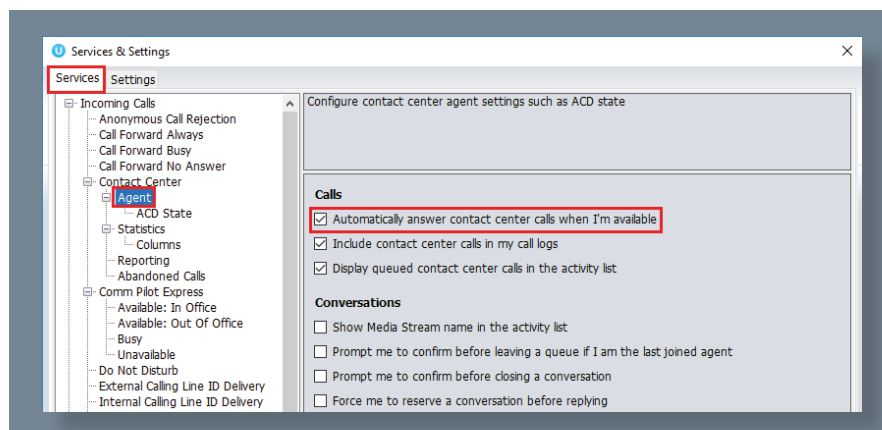 Services & Settings
Services Settings
Incoming Calls
Anonymous Call Rejection
Call Forward Always
Call Forward Busy
Call Forward No Answer
Contact Center
Agent
ACD State
Statistics
Columns
Reporting
Abandoned Calls
Comm Pilot Express
Available: In Office
Available: Out Of Office
Busy
Unavailable
Do Not Disturb
External Calling Line ID Delivery
Internal Calling Line ID Delivery
Configure contact center agent settings such as ACD state
Calls
Automatically answer contact center calls when I'm available
Include contact center calls in my call logs
Display queued contact center calls in the activity list
Conversations
Show Media Stream name in the activity list
Prompt me to confirm before leaving a queue if I am the last joined agent
Prompt me to confirm before closing a conversation
Force me to reserve a conversation before replying